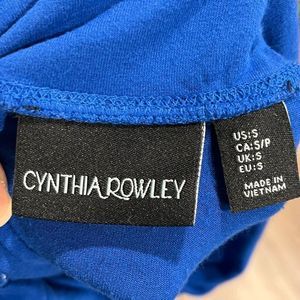 CYNTHIA ROWLEY
US:S
CA:S/P
UK:S
EU:S
MADE IN
VIETNAM